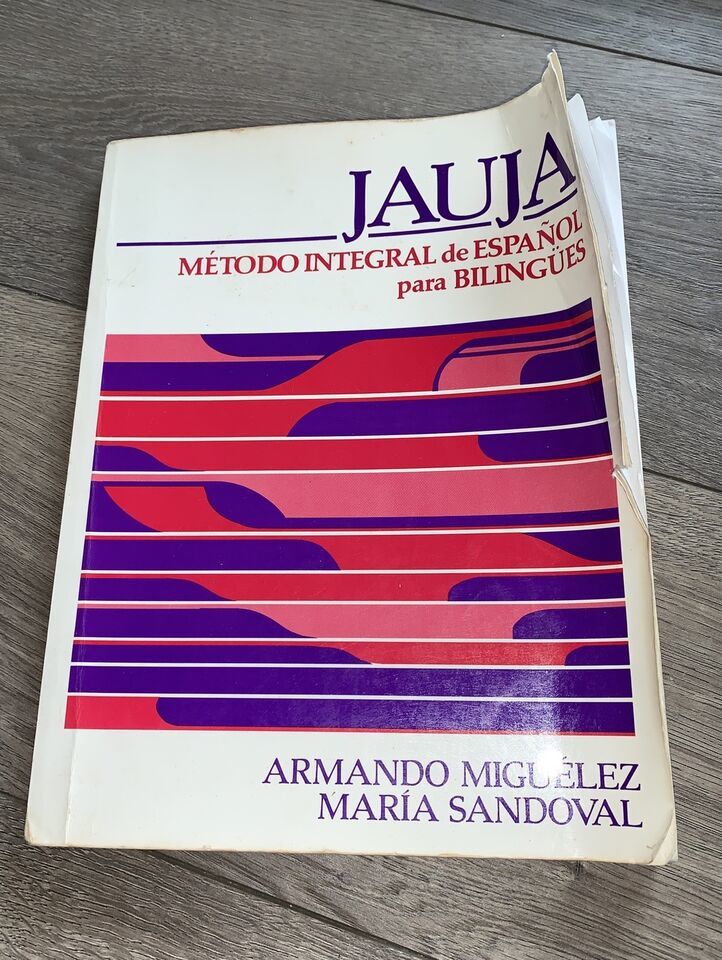 JAUJA
MÉTODO INTEGRAL de ESPAÑOL
para BILINGÜES
ARMANDO MIGUÉLEZ
MARÍA SANDOVAL